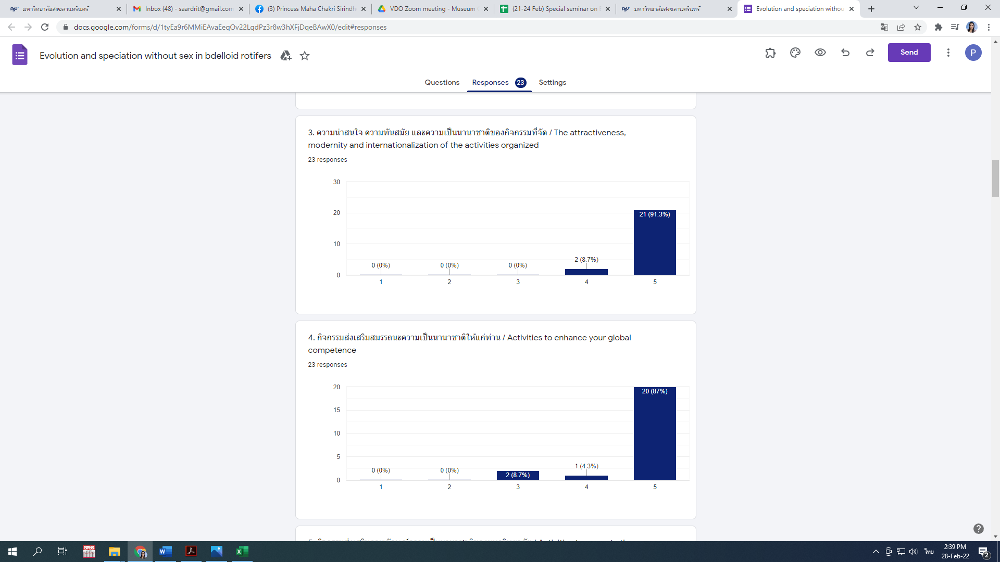 มหาวิทยาลัยสงขลานครินทร์
Inbox (48) - saardrit@gmail.com
(3) Princess Maha Chakri Sirindh
VDO Zoom meeting - Museum
(21-24 Feb) Special seminar on
มหาวิทยาลัยสงขลานครินทร์
Evolution and speciation withou
docs.google.com/forms/d/1tyEa9r6MMiEAvaEeqOv22LqdPz3r8w3hXFjDqeBAwX0/edit#responses
Evolution and speciation without sex in bdelloid rotifers
Send
P
Questions
Responses 23
Settings
3. ความน่าสนใจ ความทันสมัย และความเป็นนานาชาติของกิจกรรมที่จัด / The attractiveness,
modernity and internationalization of the activities organized
23 responses
30
20
10
0
0 (0%)
0 (0%)
0 (0%)
2 (8.7%)
21 (91.3%)
1
2
3
4
5
4. กิจกรรมส่งเสริมสมรรถนะความเป็นนานาชาติให้แก่ท่าน / Activities to enhance your global
competence
23 responses
20
15
10
5
0
0 (0%)
0 (0%)
2 (8.7%)
1 (4.3%)
20 (87%)
1
2
3
4
5
SPSS
ไทย
2:39 PM
28-Feb-22
2